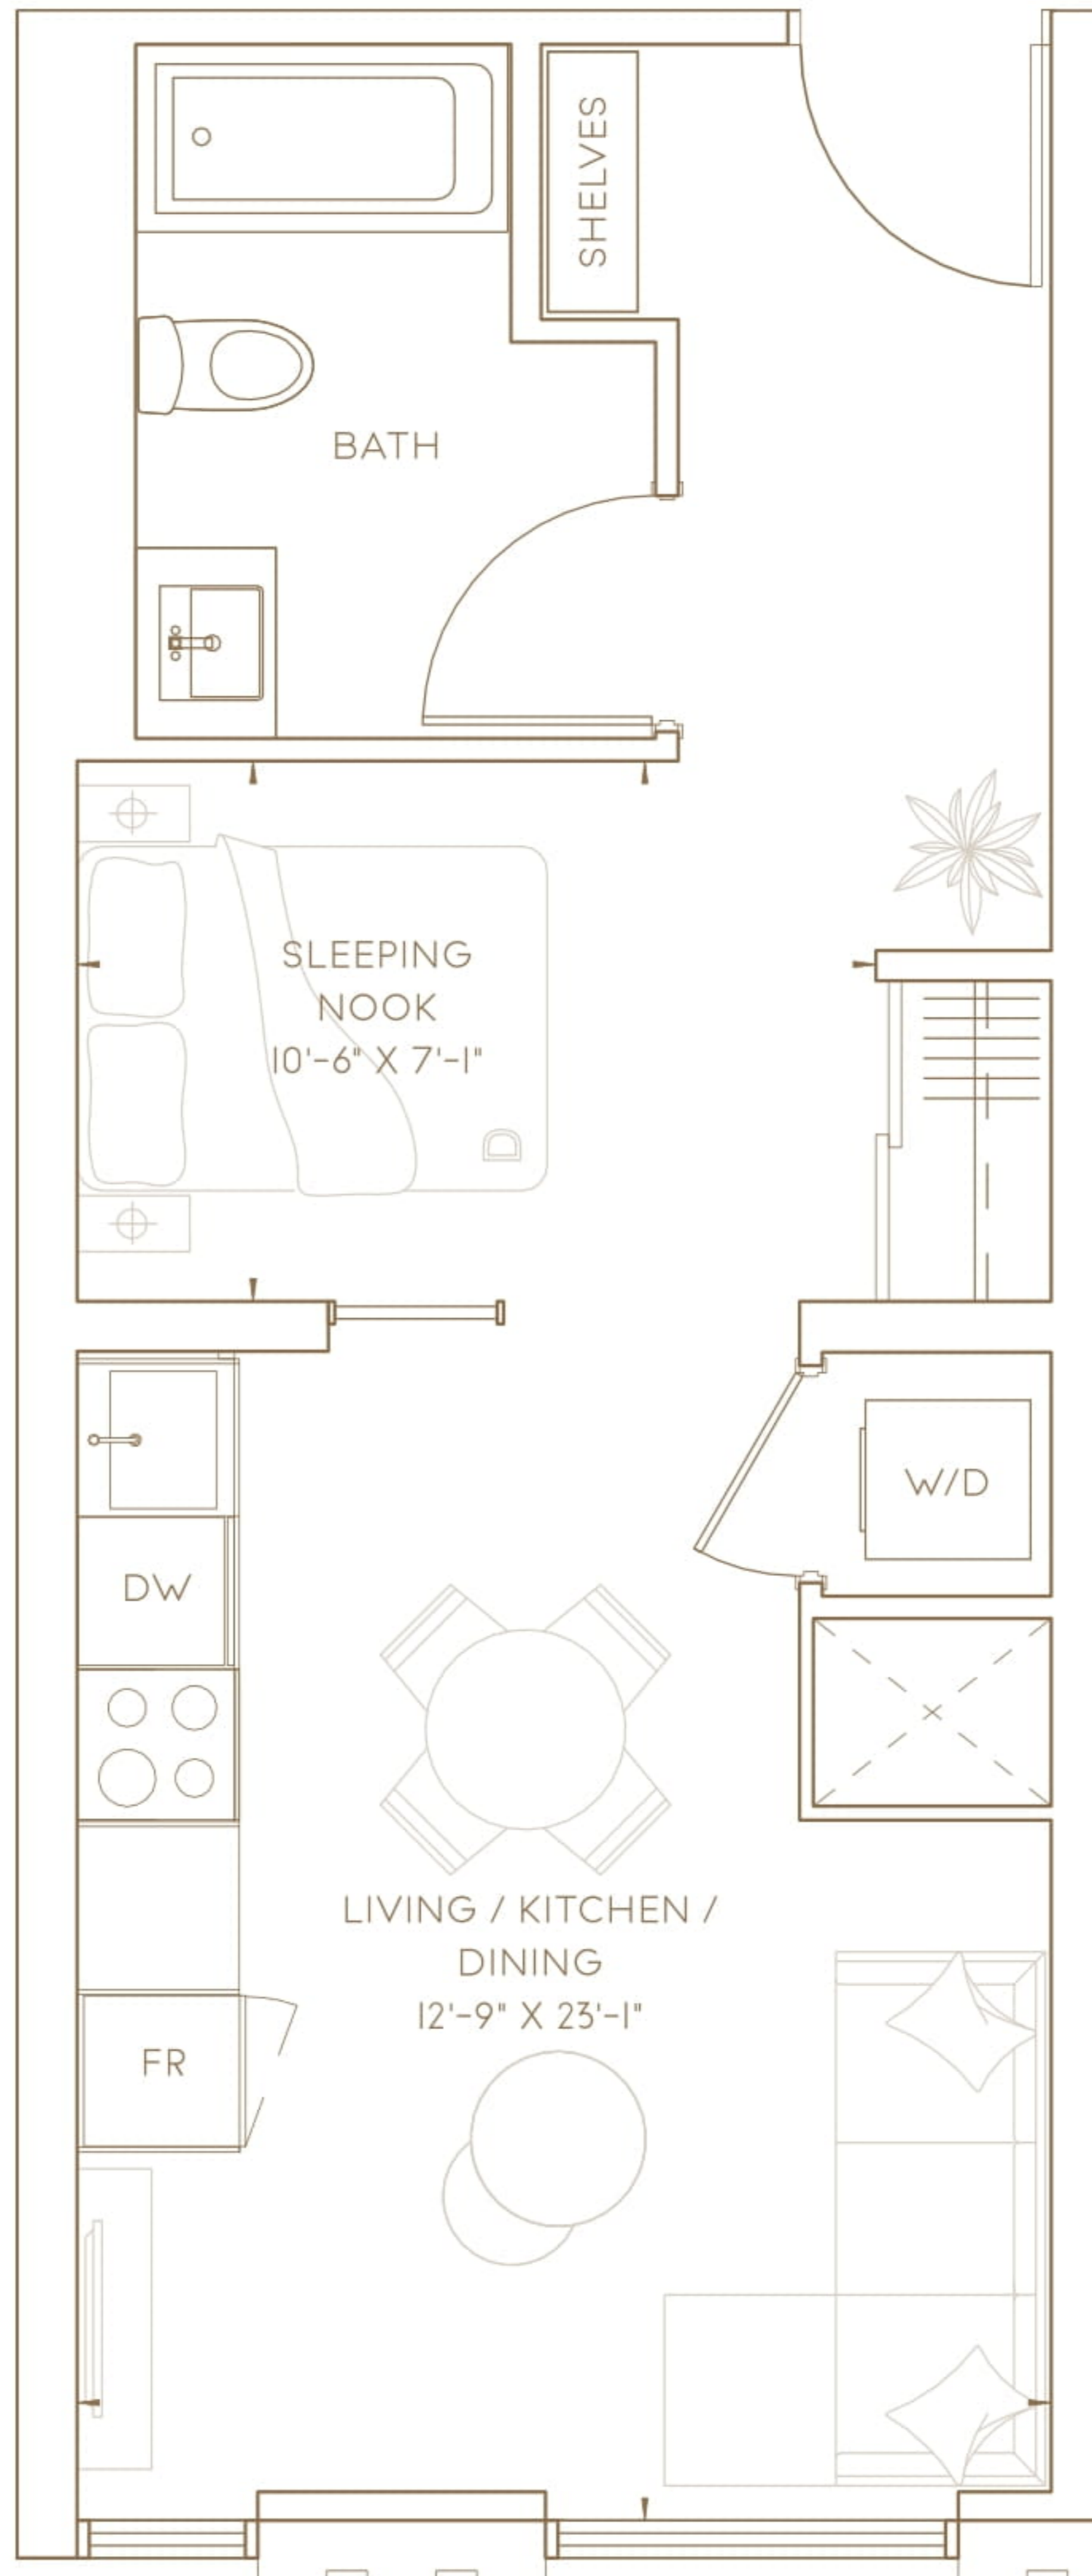 SHELVES
BATH
SLEEPING
NOOK
10'-6" X 7'-1"
D
W/D
DW
LIVING / KITCHEN /
DINING
12'-9" X 23'-1"
FR